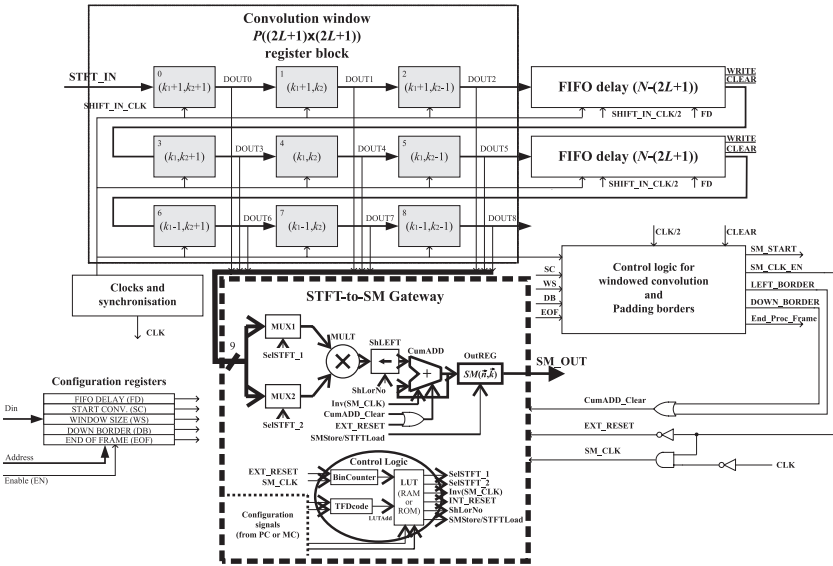 Convolution window
P((2L+1)x(2L+1))
register block
STFT_IN
SHIFT_IN_CLK
0
(k1+1,k2+1)
DOUT0
1
(k1+1,k2)
DOUT1
2
(k1+1,k2-1)
DOUT2
FIFO delay (N-(2L+1))
WRITE
CLEAR
SHIFT_IN_CLK/2
FD
3
(k1,k2+1)
DOUT3
4
(k1,k2)
DOUT4
5
(k1,k2-1)
DOUT5
FIFO delay (N-(2L+1))
WRITE
CLEAR
SHIFT_IN_CLK/2
FD
6
(k1-1,k2+1)
DOUT6
7
(k1-1,k2)
DOUT7
8
(k1-1,k2-1)
DOUT8
CLK/2
CLEAR
Clocks and
synchronisation
CLK
SC
WS
DB
EOF
Control logic for
windowed convolution
and
Padding borders
SM_START
SM_CLK_EN
LEFT_BORDER
DOWN_BORDER
End_Proc_Frame
STFT-to-SM Gateway
9
MUX1
SelSTFT_1
MUX2
SelSTFT_2
MULT
ShLEFT
ShLorNo
CumADD
+
OutREG
SM(n,k)
SM_OUT
Inv(SM_CLK)
CumADD_Clear
EXT_RESET
SMStore/STFTLoad
CumADD_Clear
EXT_RESET
SM_CLK
CLK
Configuration registers
Din
FIFO DELAY (FD)
START CONV. (SC)
WINDOW SIZE (WS)
DOWN BORDER (DB)
END OF FRAME (EOF)
Address
Enable (EN)
Control Logic
EXT_RESET
SM_CLK
BinCounter
TFDcode
LUTAdd
LUT
(RAM
or
ROM)
SelSTFT_1
SelSTFT_2
Inv(SM_CLK)
INT_RESET
ShLorNo
SMStore/STFTLoad
Configuration
signals
(from PC or MC)